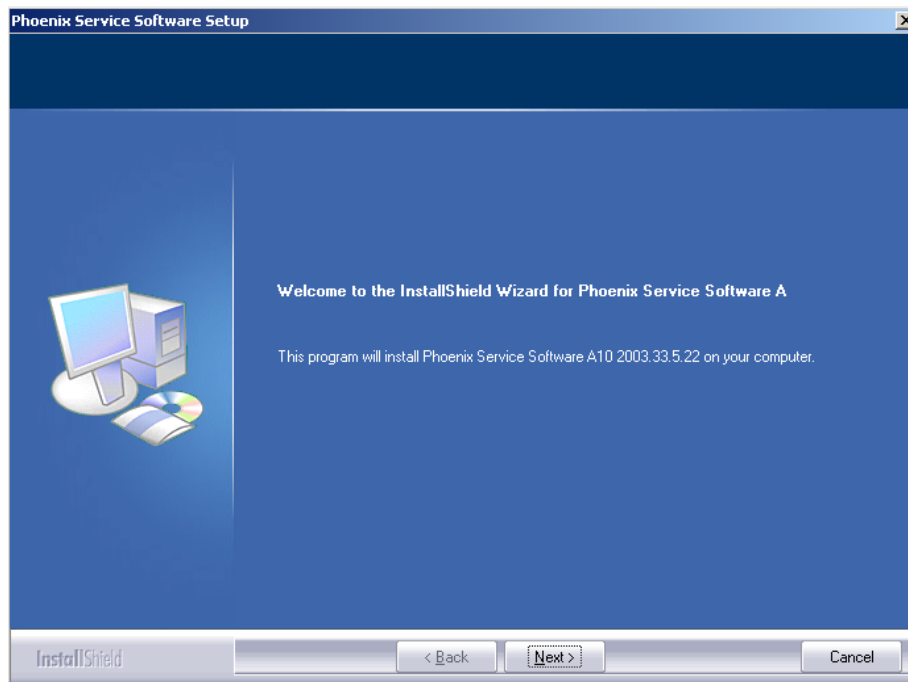 Phoenix Service Software Setup
Welcome to the InstallShield Wizard for Phoenix Service Software A
This program will install Phoenix Service Software A10 2003.33.5.22 on your computer.
InstallShield
< Back
Next >
Cancel